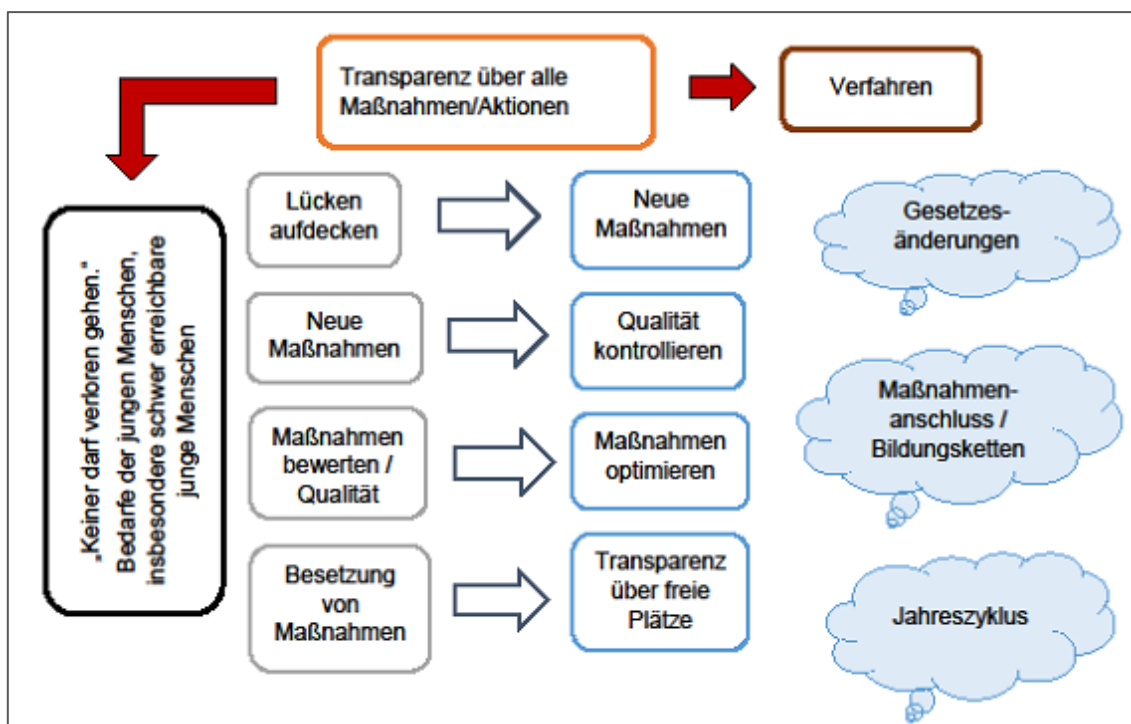 Transparenz über alle
Maßnahmen/Aktionen
Verfahren
„Keiner darf verloren gehen.“
Bedarfe der jungen Menschen,
insbesondere schwer erreichbare
junge Menschen
Lücken
aufdecken
Neue
Maßnahmen
Gesetzes-
änderungen
Neue
Maßnahmen
Qualität
kontrollieren
Maßnahmen-
anschluss /
Bildungsketten
Maßnahmen
bewerten /
Qualität
Maßnahmen
optimieren
Besetzung
von
Maßnahmen
Transparenz
über freie
Plätze
Jahreszyklus